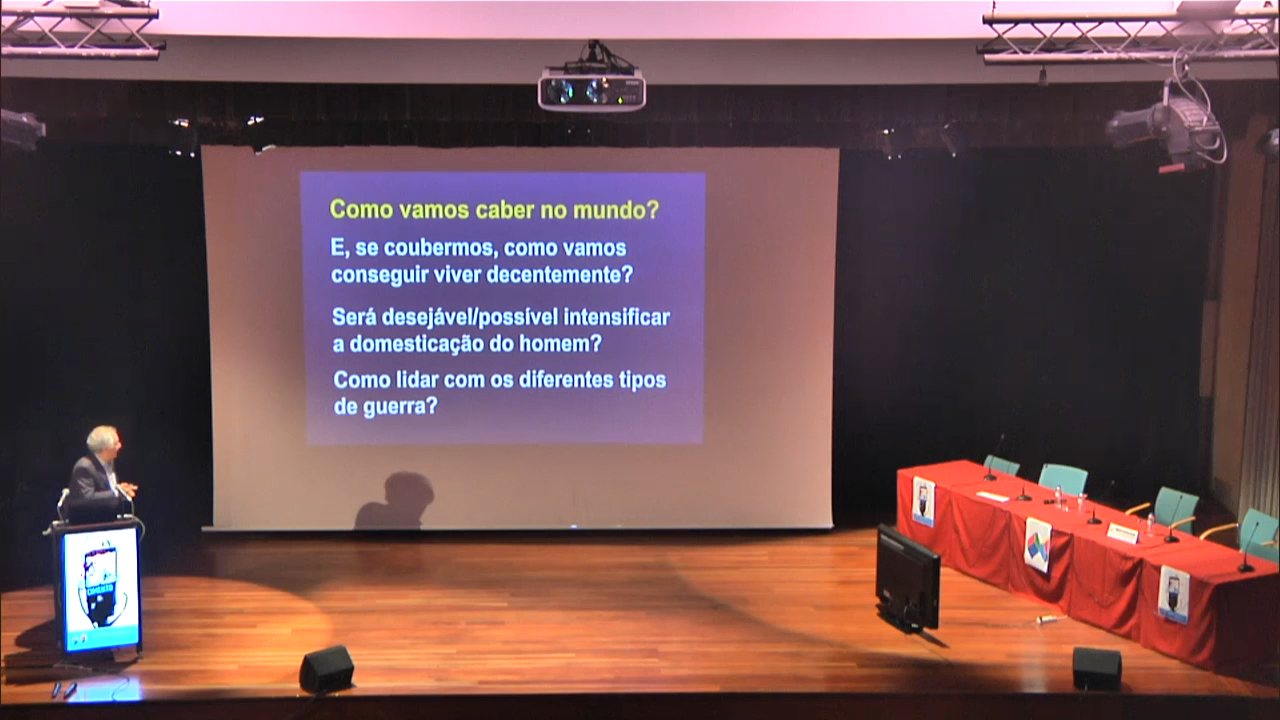 Como vamos caber no mundo?
E, se coubermos, como vamos
conseguir viver decentemente?
Será desejável/possível intensificar
a domesticação do homem?
Como lidar com os diferentes tipos
de guerra?